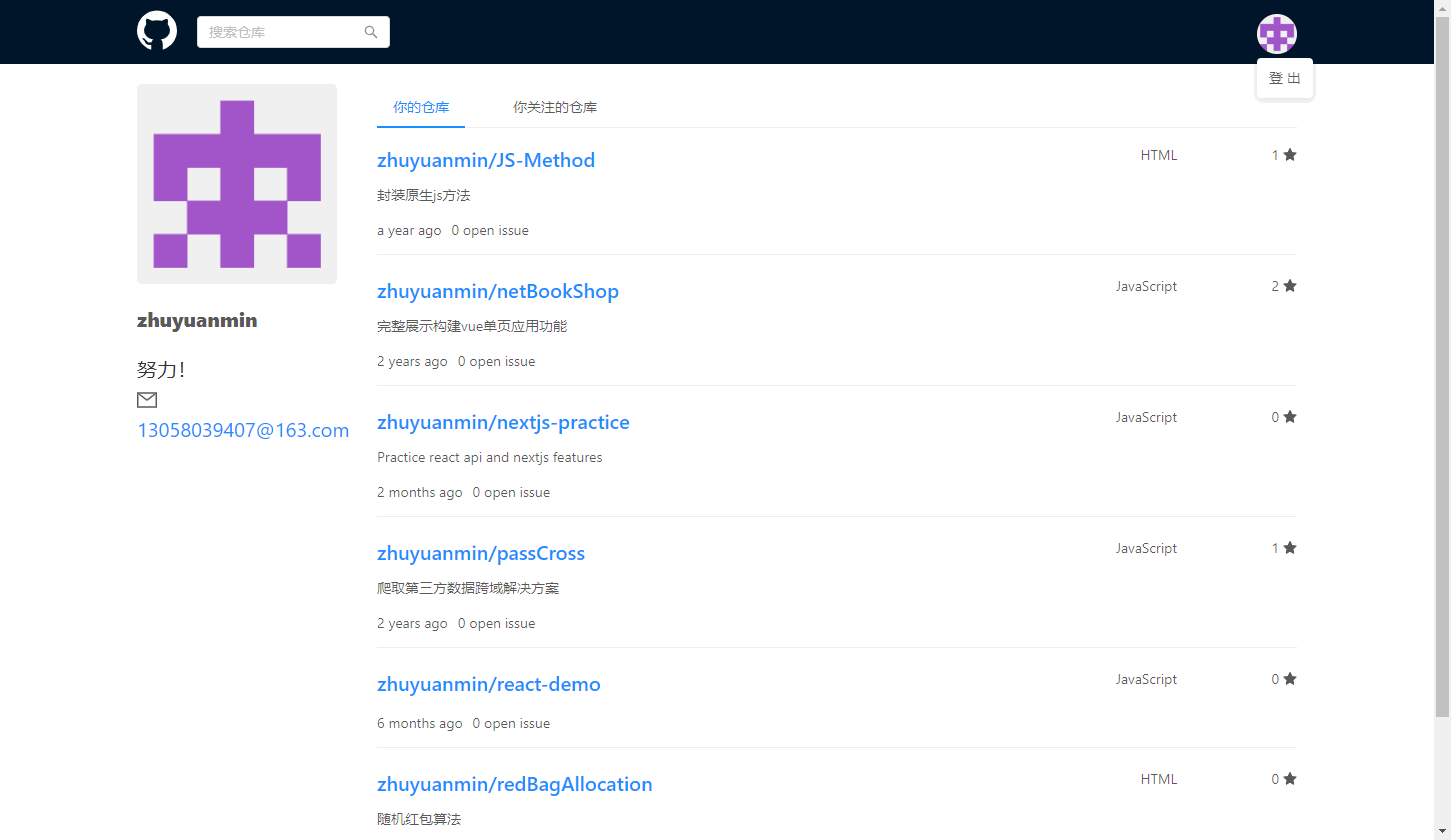 搜索仓库
登 出
zhuyuanmin
努力!
13058039407@163.com
你的仓库 你关注的仓库
zhuyuanmin/JS-Method HTML 1
封装原生js方法
a year ago 0 open issue
zhuyuanmin/netBookShop JavaScript 2
完整展示构建vue单页应用功能
2 years ago 0 open issue
zhuyuanmin/nextjs-practice JavaScript 0
Practice react api and nextjs features
2 months ago 0 open issue
zhuyuanmin/passCross JavaScript 1
爬取第三方数据跨域解决方案
2 years ago 0 open issue
zhuyuanmin/react-demo JavaScript 0
6 months ago 0 open issue
zhuyuanmin/redBagAllocation HTML 0
随机红包算法